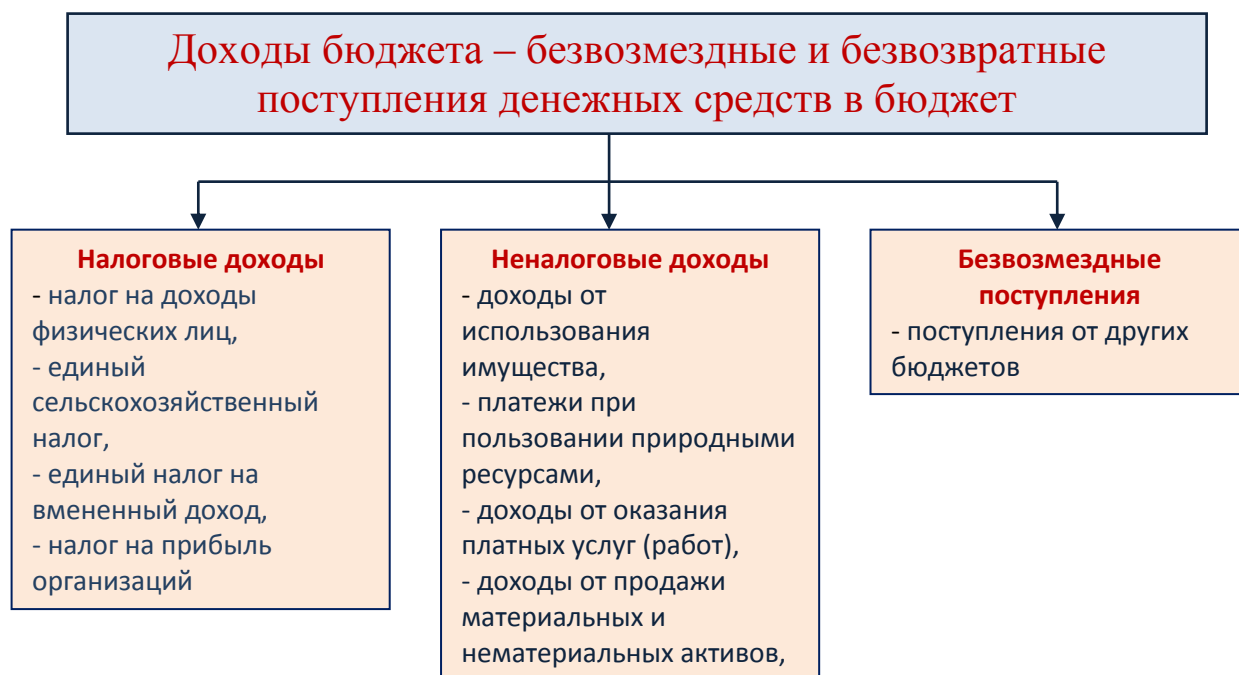 Доходы бюджета – безвозмездные и безвозвратные
поступления денежных средств в бюджет
Налоговые доходы
- налог на доходы
физических лиц,
- единый
сельскохозяйственный
налог,
- единый налог на
вмененный доход,
- налог на прибыль
организаций
Неналоговые доходы
- доходы от
использования
имущества,
- платежи при
пользовании природными
ресурсами,
- доходы от оказания
платных услуг (работ),
- доходы от продажи
материальных и
нематериальных активов,
Безвозмездные
поступления
- поступления от других
бюджетов